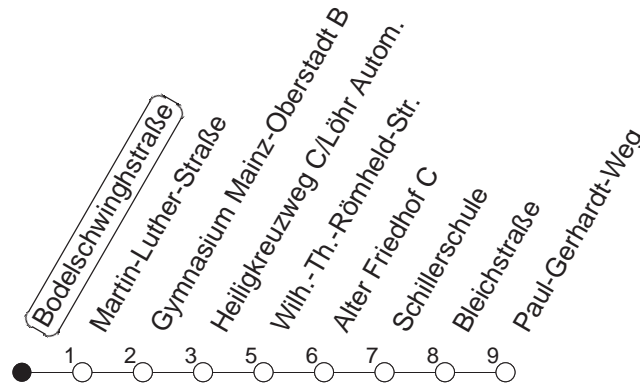 Bodelschwinghstraße
Martin-Luther-Straße
Gymnasium Mainz-Oberstadt B
Heiligkreuzweg C/Löhr Autom.
Wilh.-Th.-Römheld-Str.
Alter Friedhof C
Schillerschule
Bleichstraße
Paul-Gerhardt-Weg
1 2 3 5 6 7 8 9